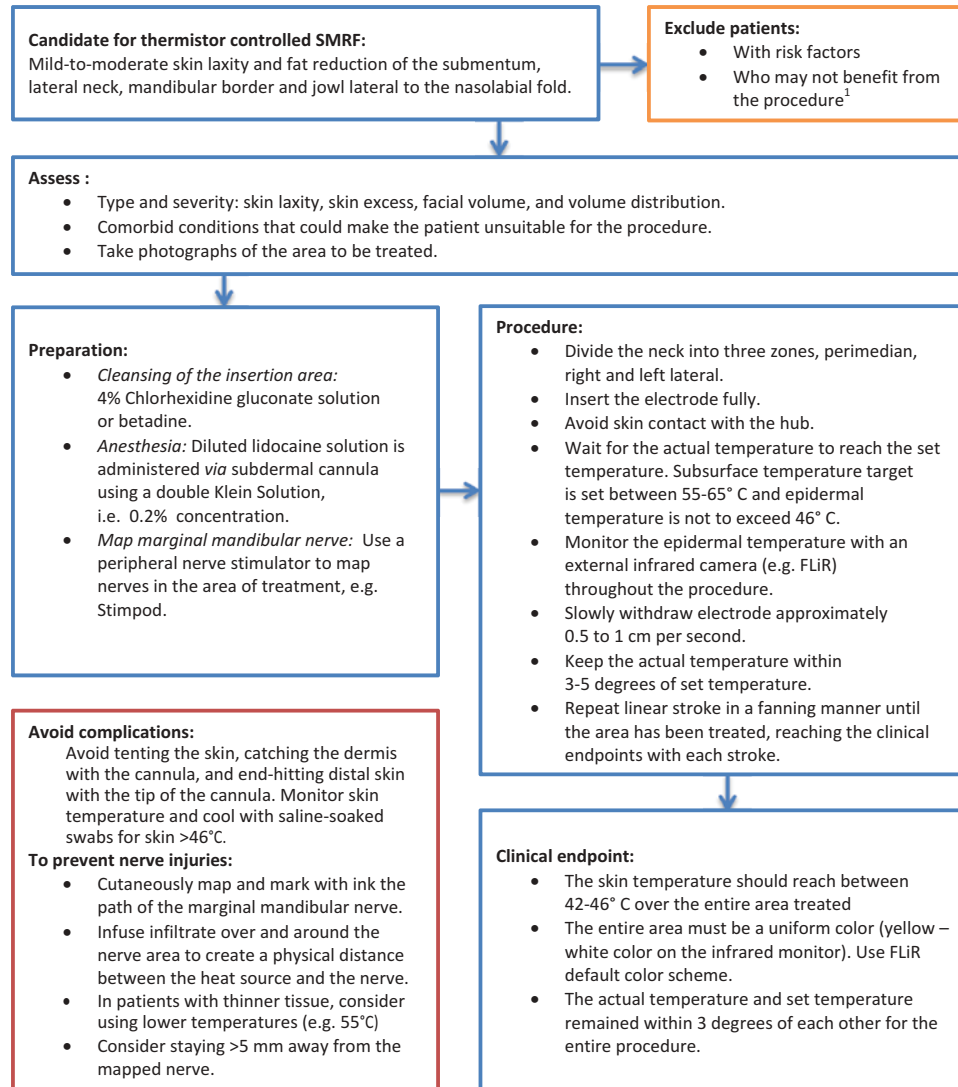 Candidate for thermistor controlled SMRF:
Mild-to-moderate skin laxity and fat reduction of the submentum,
lateral neck, mandibular border and jowl lateral to the nasolabial fold.
Exclude patients:
• With risk factors
• Who may not benefit from
the procedure1
Assess :
• Type and severity: skin laxity, skin excess, facial volume, and volume distribution.
• Comorbid conditions that could make the patient unsuitable for the procedure.
• Take photographs of the area to be treated.
Preparation:
• Cleansing of the insertion area:
4% Chlorhexidine gluconate solution
or betadine.
• Anesthesia: Diluted lidocaine solution is
administered via subdermal cannula
using a double Klein Solution,
i.e. 0.2% concentration.
• Map marginal mandibular nerve: Use a
peripheral nerve stimulator to map
nerves in the area of treatment, e.g.
Stimpod.
Procedure:
• Divide the neck into three zones, perimedian,
right and left lateral.
• Insert the electrode fully.
• Avoid skin contact with the hub.
• Wait for the actual temperature to reach the set
temperature. Subsurface temperature target
is set between 55-65° C and epidermal
temperature is not to exceed 46° C.
• Monitor the epidermal temperature with an
external infrared camera (e.g. FLiR)
throughout the procedure.
• Slowly withdraw electrode approximately
0.5 to 1 cm per second.
• Keep the actual temperature within
3-5 degrees of set temperature.
• Repeat linear stroke in a fanning manner until
the area has been treated, reaching the clinical
endpoints with each stroke.
Avoid complications:
Avoid tenting the skin, catching the dermis
with the cannula, and end-hitting distal skin
with the tip of the cannula. Monitor skin
temperature and cool with saline-soaked
swabs for skin >46°C.
To prevent nerve injuries:
• Cutaneously map and mark with ink the
path of the marginal mandibular nerve.
• Infuse infiltrate over and around the
nerve area to create a physical distance
between the heat source and the nerve.
• In patients with thinner tissue, consider
using lower temperatures (e.g. 55°C)
• Consider staying >5 mm away from the
mapped nerve.
Clinical endpoint:
• The skin temperature should reach between
42-46° C over the entire area treated
• The entire area must be a uniform color (yellow –
white color on the infrared monitor). Use FLiR
default color scheme.
• The actual temperature and set temperature
remained within 3 degrees of each other for the
entire procedure.